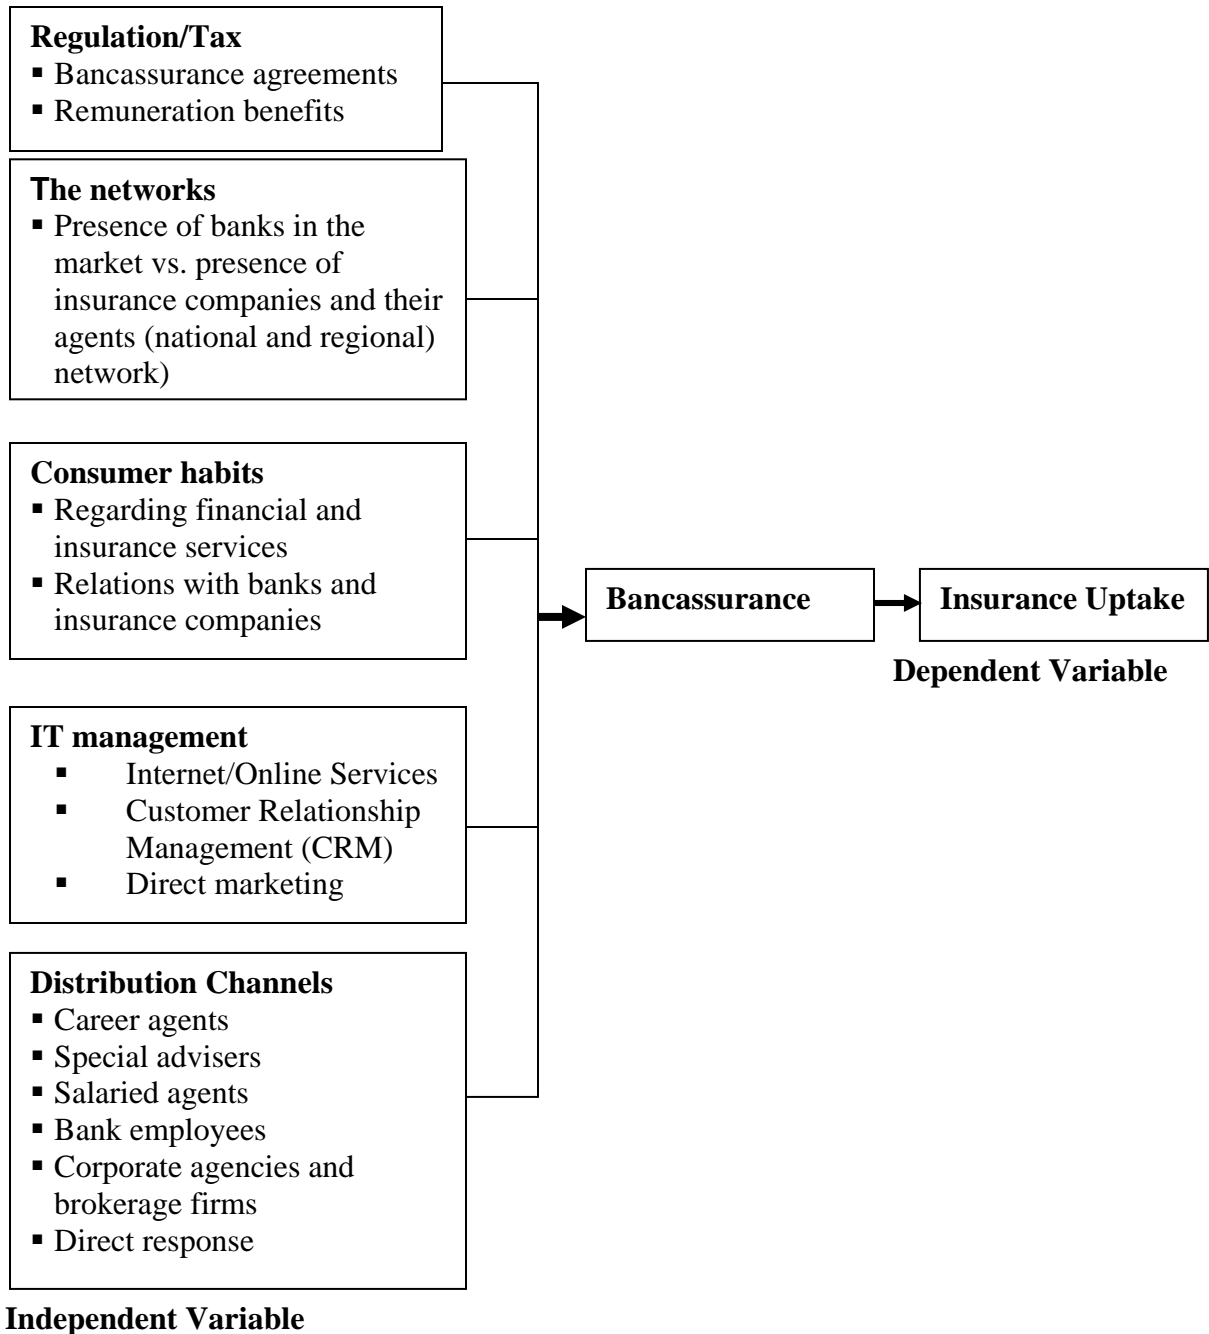 Regulation/Tax
▪ Bancassurance agreements
▪ Remuneration benefits
The networks
▪ Presence of banks in the
market vs. presence of
insurance companies and their
agents (national and regional)
network)
Consumer habits
▪ Regarding financial and
insurance services
▪ Relations with banks and
insurance companies
IT management
▪ Internet/Online Services
▪ Customer Relationship
Management (CRM)
▪ Direct marketing
Distribution Channels
▪ Career agents
▪ Special advisers
▪ Salaried agents
▪ Bank employees
▪ Corporate agencies and
brokerage firms
▪ Direct response
Independent Variable
Bancassurance
Insurance Uptake
Dependent Variable